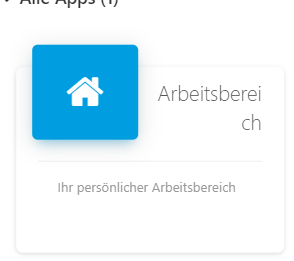 Alle Apps (1)
Arbeitsberei
ch
Ihr persönlicher Arbeitsbereich